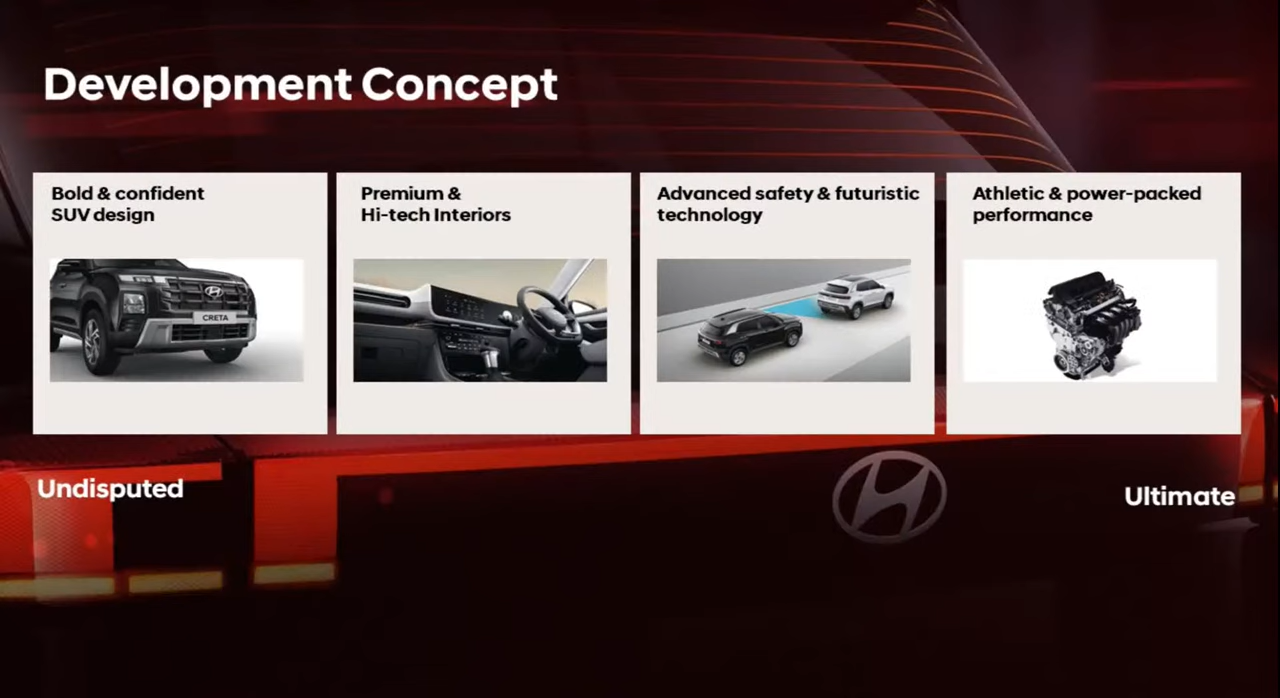 Development Concept
Bold & confident
SUV design
CRETA
Premium &
Hi-tech Interiors
Advanced safety & futuristic
technology
Athletic & power-packed
performance
Undisputed
Ultimate